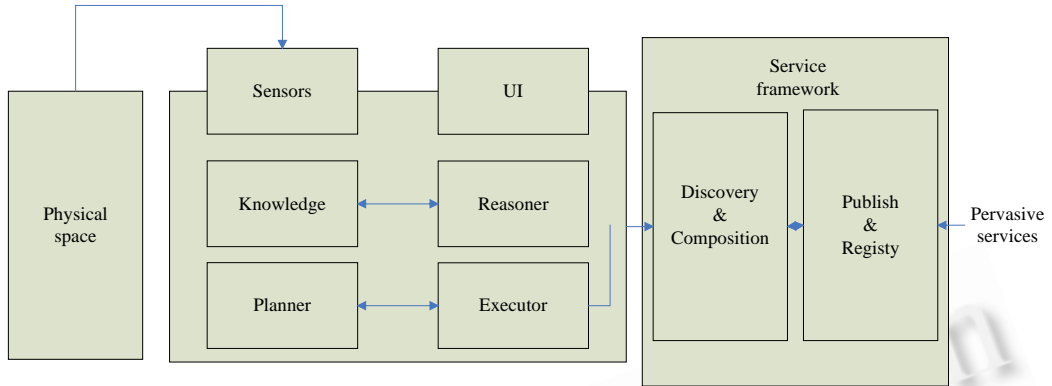 Physical
space
Sensors
UI
Knowledge
Reasoner
Planner
Executor
Service
framework
Discovery
&
Composition
Publish
&
Registy
Pervasive
services